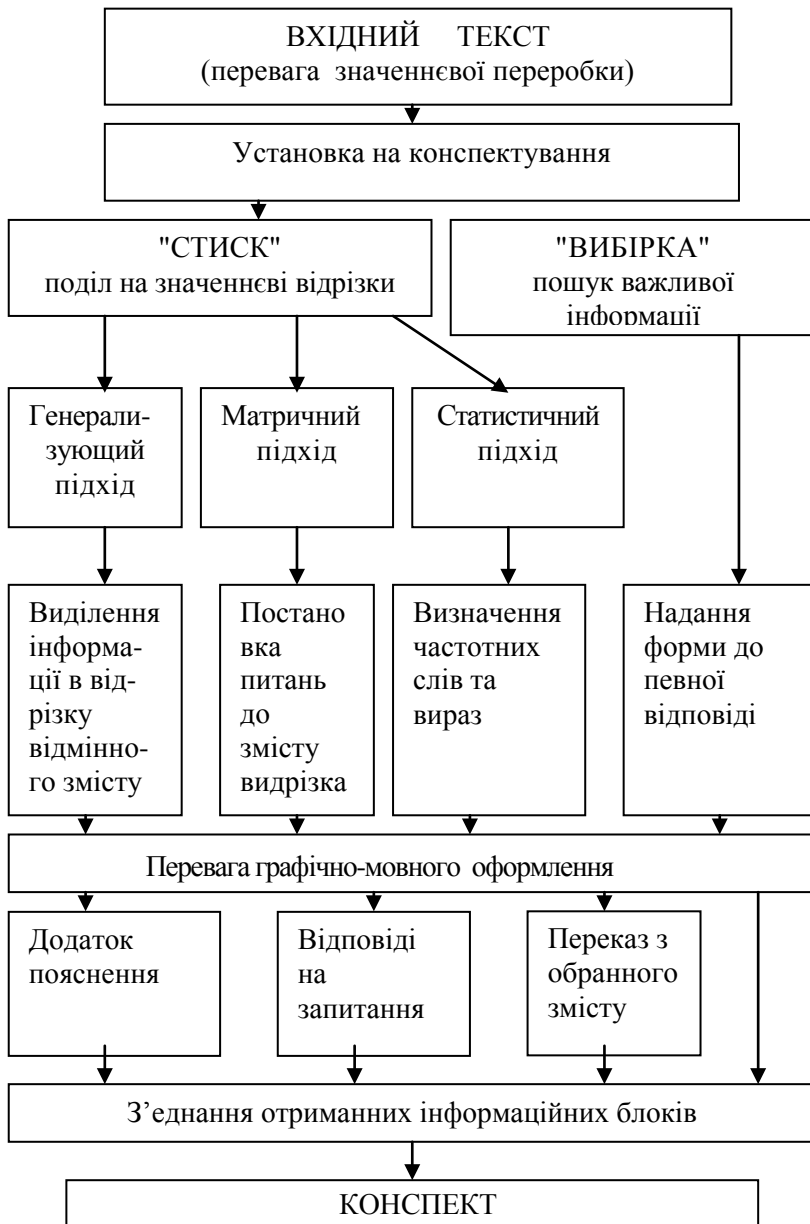 ВХІДНИЙ ТЕКСТ
(перевага значеннєвої переробки)
Установка на конспектування
"СТИСК"
поділ на значеннєві відрізки
"ВИБІРКА"
пошук важливої
інформації
Генерали-
зующий
підхід
Матричний
підхід
Статистичний
підхід
Виділення
інформа-
ції в від-
різку
відмінно-
го змісту
Постано
вка
питань
до
змісту
видрізка
Визначення
частотних
слів та
вираз
Надання
форми до
певної
відповіді
Перевага графічно-мовного оформлення
Додаток
пояснення
Відповіді
на
запитання
Переказ з
обранного
змісту
З’еднання отриманних інформаційних блоків
КОНСПЕКТ